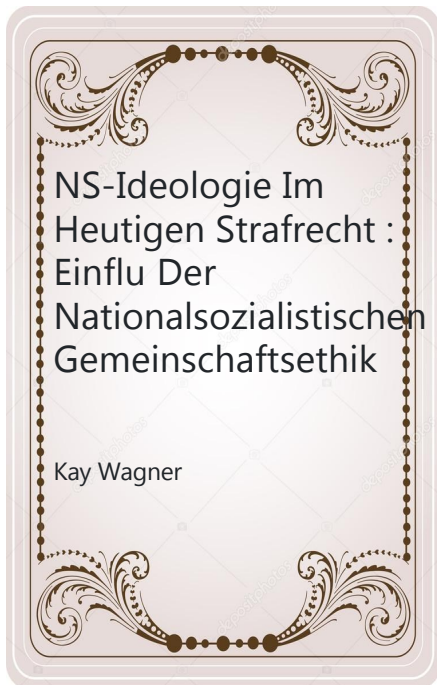 NS-Ideologie Im
Heutigen Strafrecht :
Einflu Der
Nationalsozialistischen
Gemeinschaftsethik
Kay Wagner